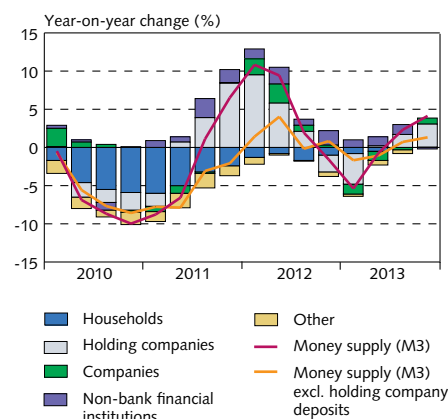 Year-on-year change (%)
15
10
5
0
-5
-10
-15
2010 2011 2012 2013
Households
Holding companies
Companies
Non-bank financial
institutions
Other
Money supply (M3)
Money supply (M3)
excl. holding company
deposits